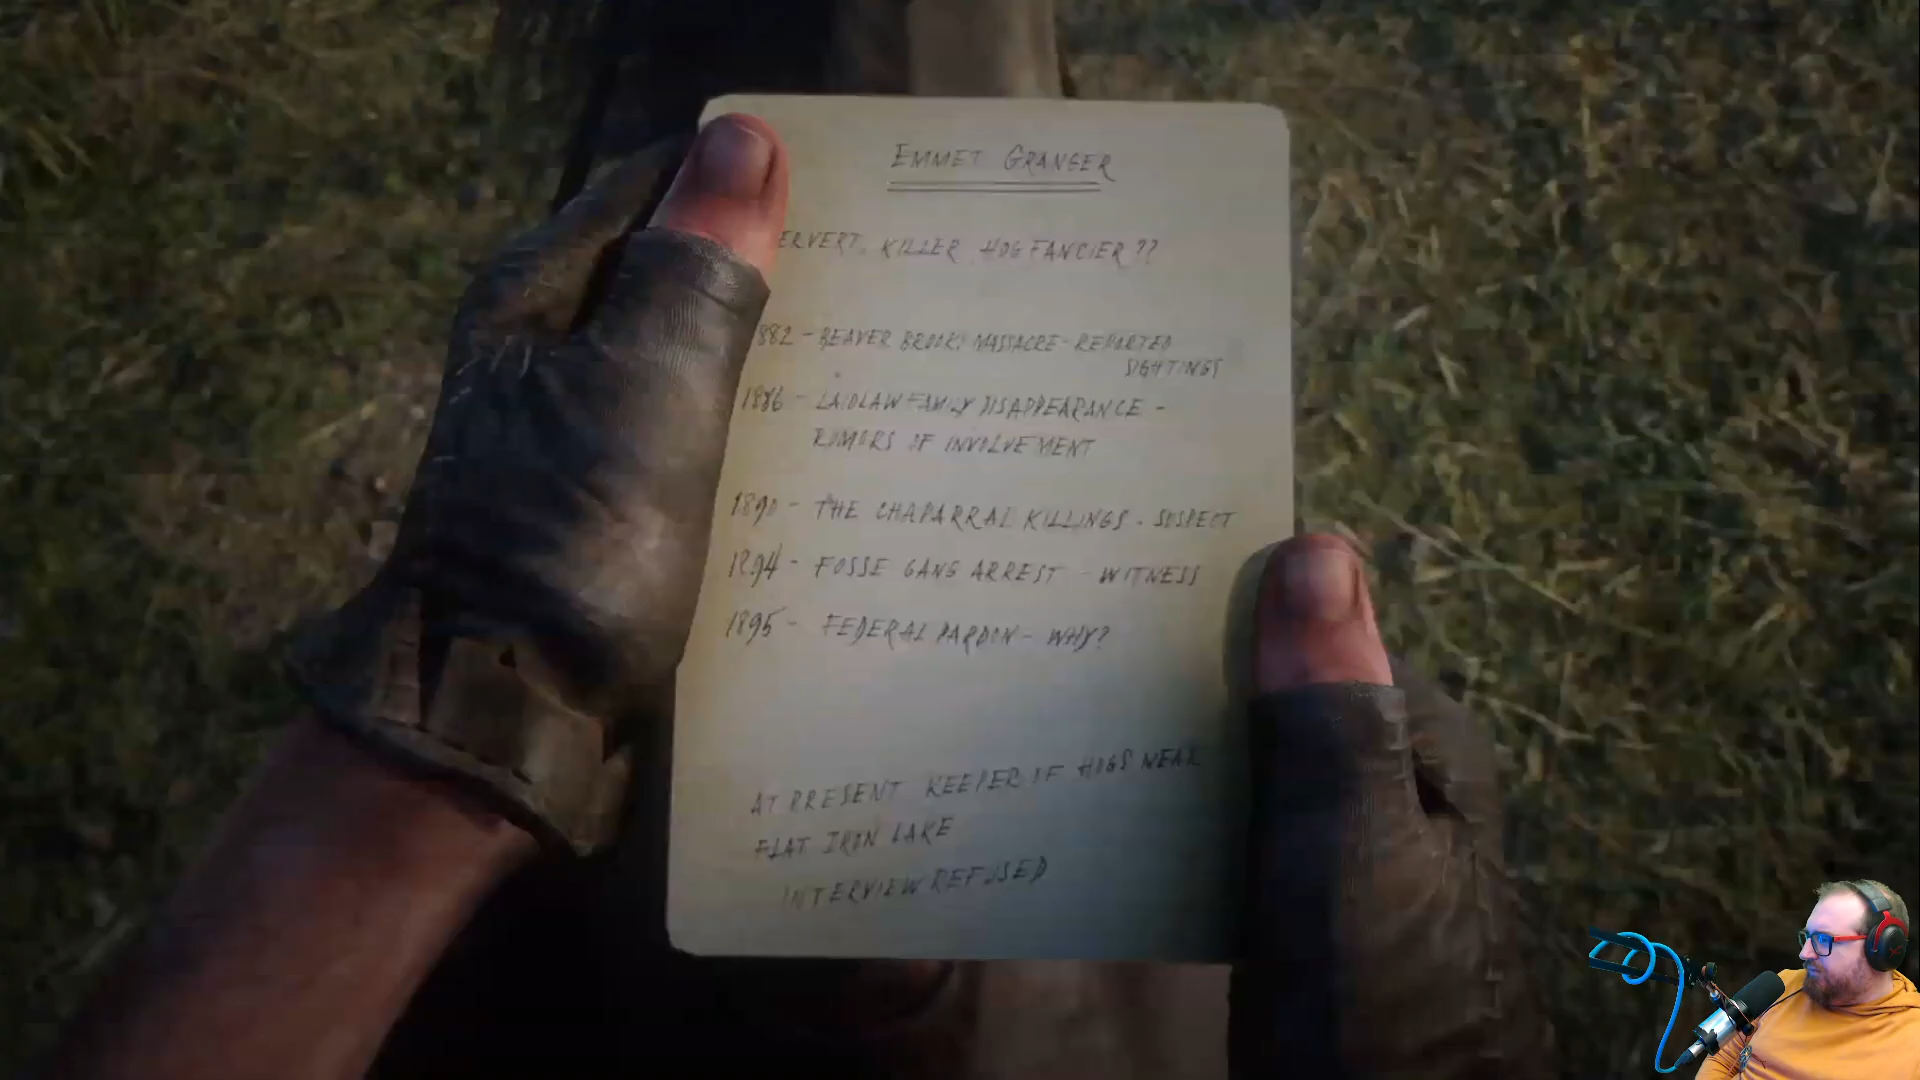 EMMET GRANGER
ERVERT, KILLER, HOG FANCIER ??
882 - BEAVER BROOK MASSACRE - REPORTED
SIGHTINGS
1886 - LAIDLAW FAMILY DISAPPEARANCE -
RUMORS OF INVOLVEMENT
1890 - THE CHAPARRAL KILLINGS - SUSPECT
1894 - FOSSE GANG ARREST - WITNESS
1895 - FEDERAL PARDON - WHY?
AT PRESENT KEEPER OF HOGS NEAR
FLAT IRON LAKE
INTERVIEW REFUSED